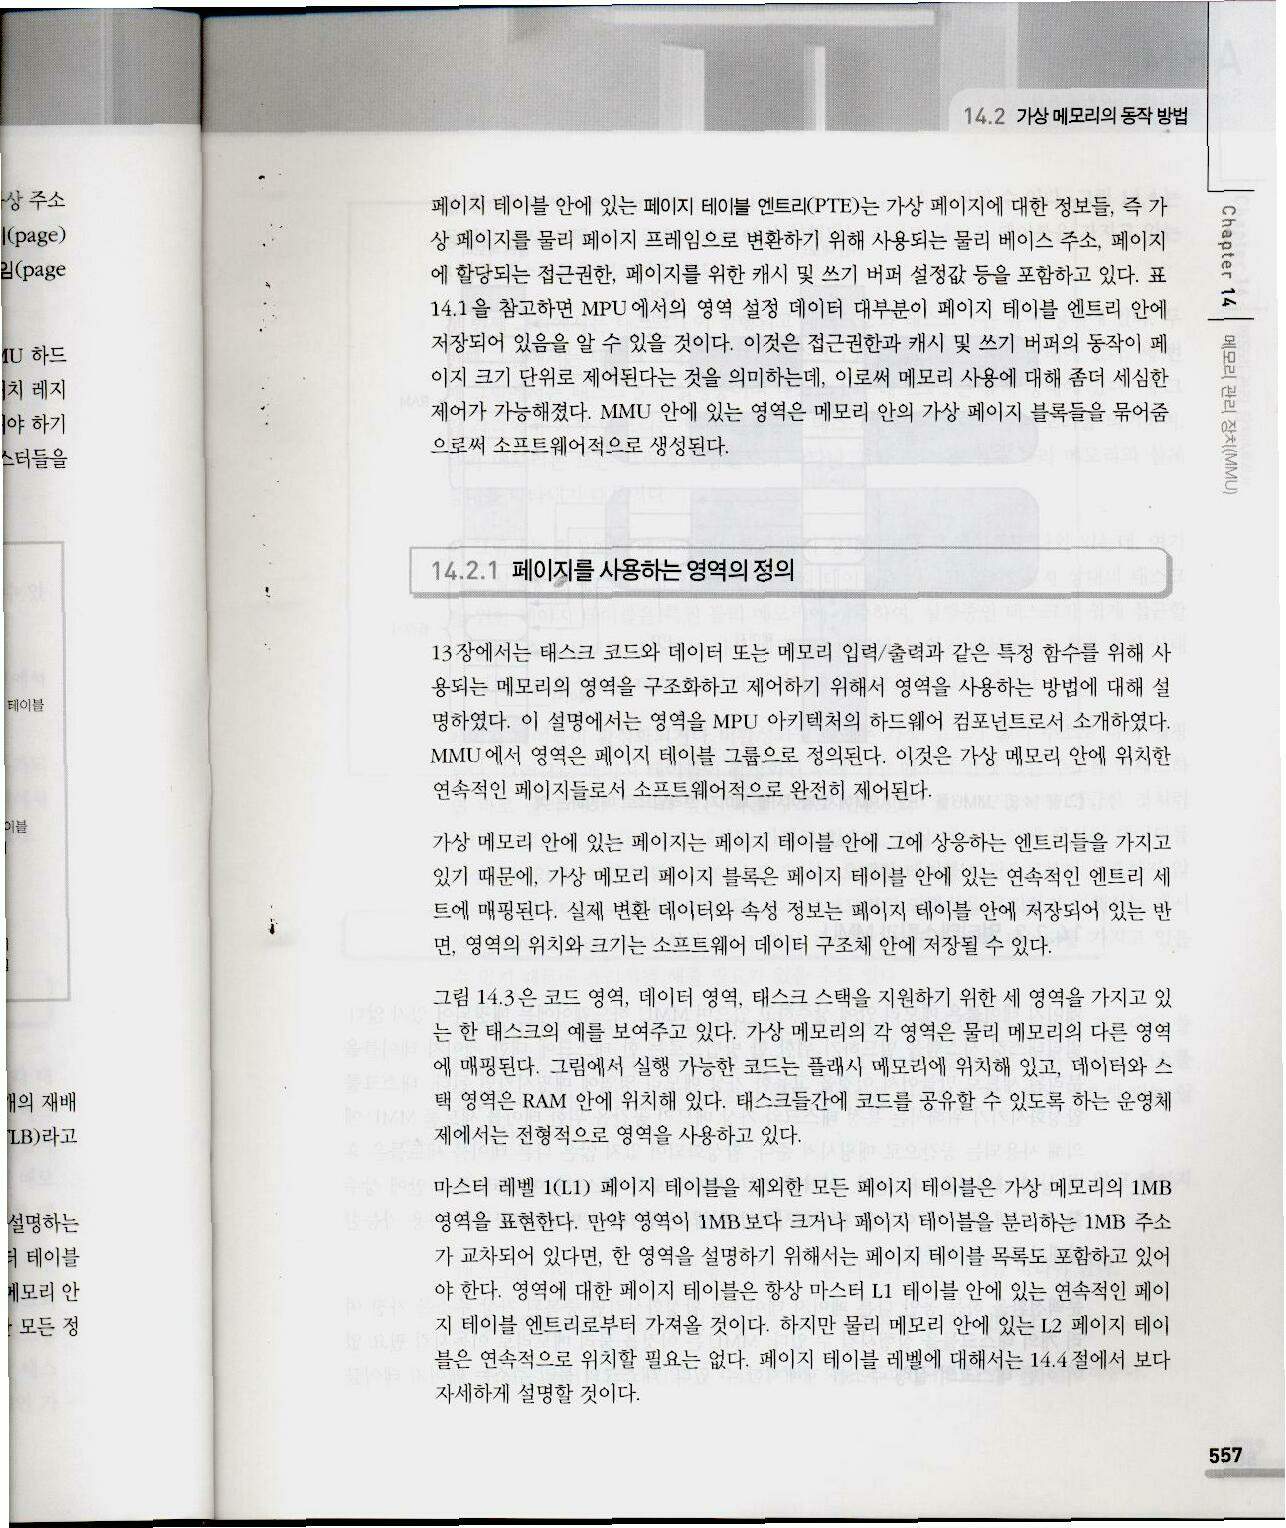 14.2 가상 메모리의 동작 방법
상 주소
(page)
(page
MU 하드
치 레지
야 하기
스터들을
테이블
이블
개의 재배
TLB)라고
설명하는
터 테이블
메모리 안
모든 정
페이지 테이블 안에 있는 페이지 테이블 엔트리(PTE)는 가상 페이지에 대한 정보들, 즉 가
상 페이지를 물리 페이지 프레임으로 변환하기 위해 사용되는 물리 베이스 주소, 페이지
에 할당되는 접근권한, 페이지를 위한 캐시 및 쓰기 버퍼 설정값 등을 포함하고 있다. 표
14.1을 참고하면 MPU에서의 영역 설정 데이터 대부분이 페이지 테이블 엔트리 안에
저장되어 있음을 알 수 있을 것이다. 이것은 접근권한과 캐시 및 쓰기 버퍼의 동작이 페
이지 크기 단위로 제어된다는 것을 의미하는데, 이로써 메모리 사용에 대해 좀더 세심한
제어가 가능해졌다. MMU 안에 있는 영역은 메모리 안의 가상 페이지 블록들을 묶어줌
으로써 소프트웨어적으로 생성된다.
14.2.1 페이지를 사용하는 영역의 정의
13장에서는 태스크 코드와 데이터 또는 메모리 입력/출력과 같은 특정 함수를 위해 사
용되는 메모리의 영역을 구조화하고 제어하기 위해서 영역을 사용하는 방법에 대해 설
명하였다. 이 설명에서는 영역을 MPU 아키텍처의 하드웨어 컴포넌트로서 소개하였다.
MMU에서 영역은 페이지 테이블 그룹으로 정의된다. 이것은 가상 메모리 안에 위치한
연속적인 페이지들로서 소프트웨어적으로 완전히 제어된다.
가상 메모리 안에 있는 페이지는 페이지 테이블 안에 그에 상응하는 엔트리들을 가지고
있기 때문에, 가상 메모리 페이지 블록은 페이지 테이블 안에 있는 연속적인 엔트리 세
트에 매핑된다. 실제 변환 데이터와 속성 정보는 페이지 테이블 안에 저장되어 있는 반
면, 영역의 위치와 크기는 소프트웨어 데이터 구조체 안에 저장될 수 있다.
그림 14.3은 코드 영역, 데이터 영역, 태스크 스택을 지원하기 위한 세 영역을 가지고 있
는 한 태스크의 예를 보여주고 있다. 가상 메모리의 각 영역은 물리 메모리의 다른 영역
에 매핑된다. 그림에서 실행 가능한 코드는 플래시 메모리에 위치해 있고, 데이터와 스
택 영역은 RAM 안에 위치해 있다. 태스크들간에 코드를 공유할 수 있도록 하는 운영체
제에서는 전형적으로 영역을 사용하고 있다.
마스터 레벨 1(L1) 페이지 테이블을 제외한 모든 페이지 테이블은 가상 메모리의 1MB
영역을 표현한다. 만약 영역이 1MB보다 크거나 페이지 테이블을 분리하는 1MB 주소
가 교차되어 있다면, 한 영역을 설명하기 위해서는 페이지 테이블 목록도 포함하고 있어
야 한다. 영역에 대한 페이지 테이블은 항상 마스터 L1 테이블 안에 있는 연속적인 페이
지 테이블 엔트리로부터 가져올 것이다. 하지만 물리 메모리 안에 있는 L2 페이지 테이
블은 연속적으로 위치할 필요는 없다. 페이지 테이블 레벨에 대해서는 14.4절에서 보다
자세하게 설명할 것이다.
Chapter 14
메모리 관리 장치(MMU)
557